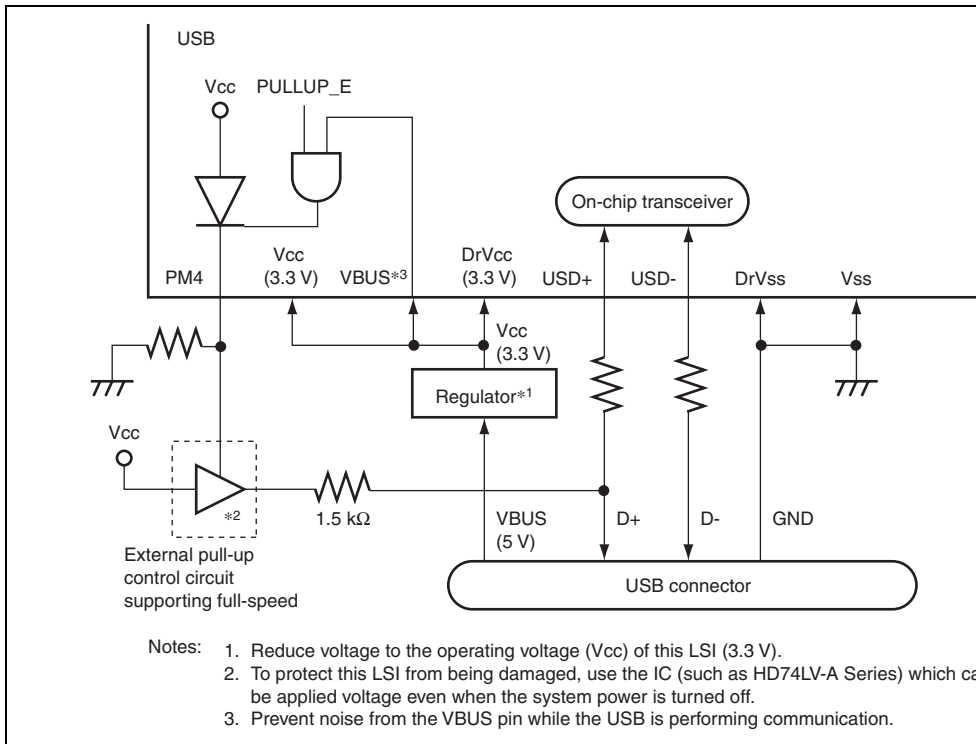 USB
Vcc PULLUP_E
On-chip transceiver
PM4 Vcc (3.3 V) VBUS*3 DrVcc (3.3 V) USD+ USD- DrVss Vss
Vcc (3.3 V)
Regulator*1
Vcc
*2
1.5 kΩ
VBUS (5 V) D+ D- GND
External pull-up
control circuit
supporting full-speed
USB connector
Notes: 1. Reduce voltage to the operating voltage (Vcc) of this LSI (3.3 V).
2. To protect this LSI from being damaged, use the IC (such as HD74LV-A Series) which
be applied voltage even when the system power is turned off.
3. Prevent noise from the VBUS pin while the USB is performing communication.